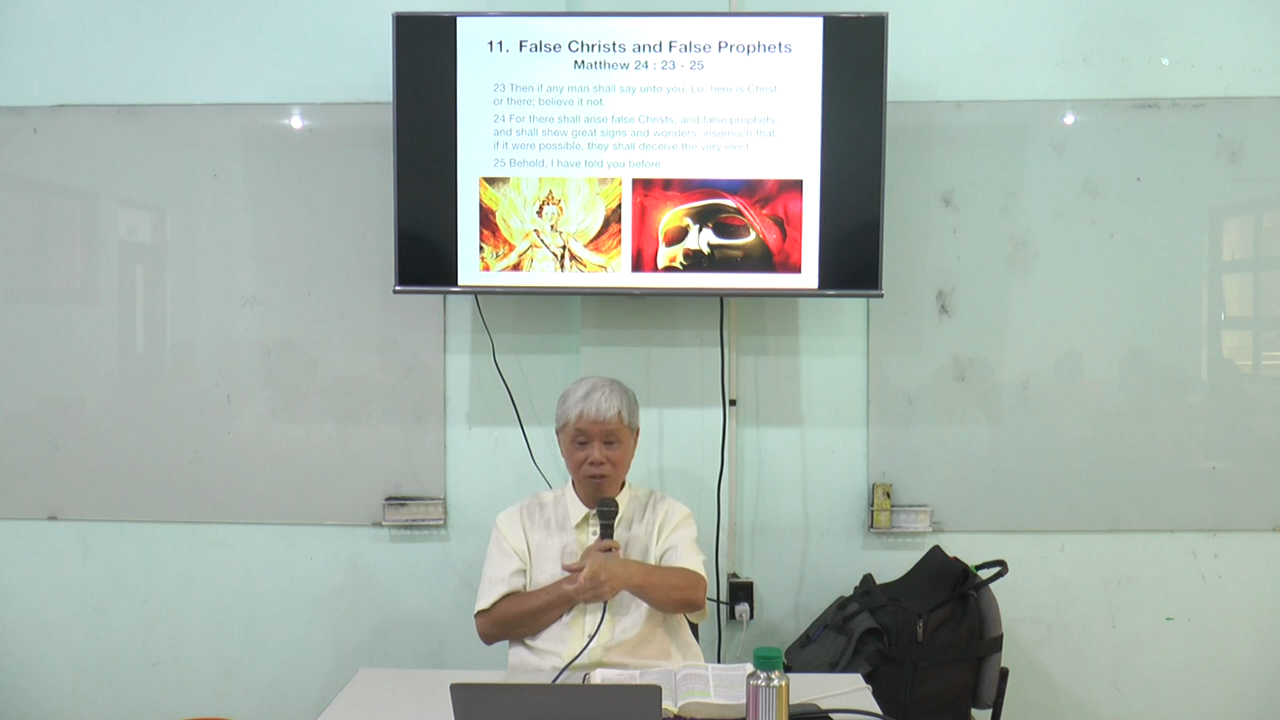 11. False Christs and False Prophets
Matthew 24 : 23 - 25
23 Then if any man shall say unto you, Lo, here is Christ
or there; believe it not.
24 For there shall arise false Christs, and false prophets
and shall shew great signs and wonders, insomuch that
if it were possible, they shall deceive the very elect.
25 Behold, I have told you before